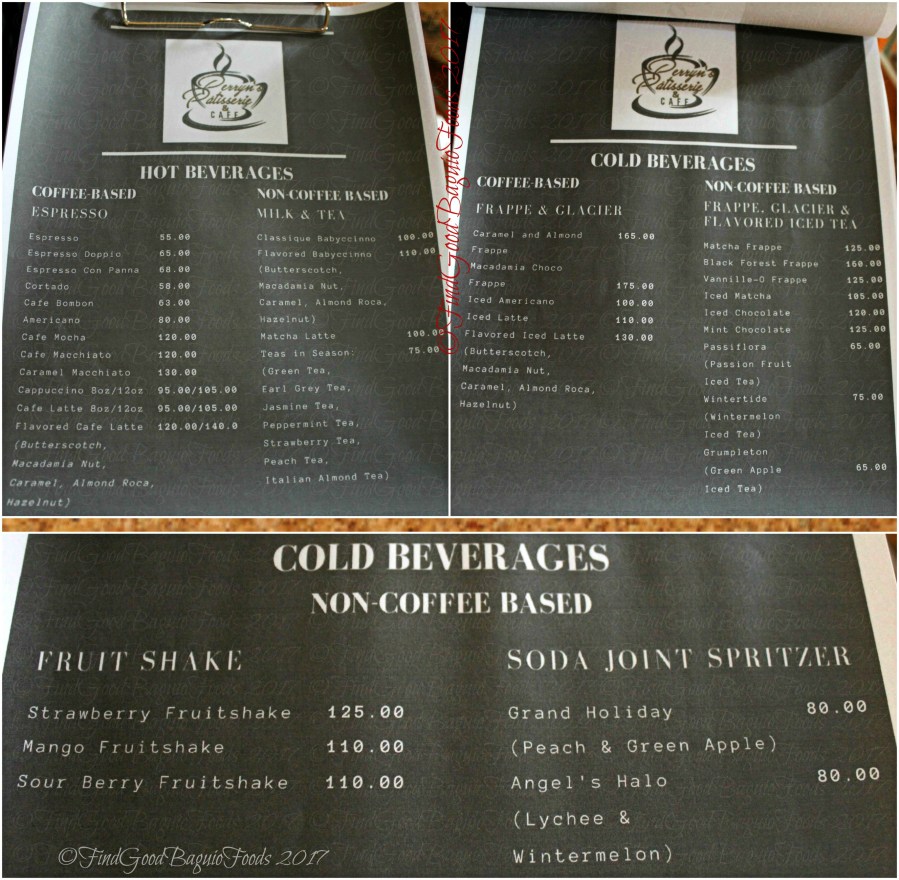 Perryn's
Patisserie
&
CAFE
HOT BEVERAGES
COFFEE-BASED
ESPRESSO
Espresso 55.00
Espresso Doppio 65.00
Espresso Con Panna 68.00
Cortado 58.00
Cafe Bombon 63.00
Americano 80.00
Cafe Mocha 120.00
Cafe Macchiato 120.00
Caramel Macchiato 130.00
Cappuccino 8oz/12oz 95.00/105.00
Cafe Latte 8oz/12oz 95.00/105.00
Flavored Cafe Latte 120.00/140.0
(Butterscotch,
Macadamia Nut,
Caramel, Almond Roca,
Hazelnut)
NON-COFFEE BASED
MILK & TEA
Classique Babyccinno 100.00
Flavored Babyccinno 110.00
(Butterscotch,
Macadamia Nut,
Caramel, Almond Roca,
Hazelnut)
Matcha Latte 100.00
Teas in Season: 75.00
(Green Tea,
Earl Grey Tea,
Jasmine Tea,
Peppermint Tea,
Strawberry Tea,
Peach Tea,
Italian Almond Tea)
©FindGoodBaguioFoods 2017
Perryn's
Patisserie
&
CAFE
COLD BEVERAGES
COFFEE-BASED
FRAPPE & GLACIER
Caramel and Almond 165.00
Frappe
Macadamia Choco
Frappe 175.00
Iced Americano 100.00
Iced Latte 110.00
Flavored Iced Latte 130.00
(Butterscotch,
Macadamia Nut,
Caramel, Almond Roca,
Hazelnut)
NON-COFFEE BASED
FRAPPE, GLACIER &
FLAVORED ICED TEA
Matcha Frappe 125.00
Black Forest Frappe 160.00
Vannille-O Frappe 125.00
Iced Matcha 105.00
Iced Chocolate 120.00
Mint Chocolate 125.00
Passiflora 65.00
(Passion Fruit
Iced Tea)
Wintertide 75.00
(Wintermelon
Iced Tea)
Grumpleton
(Green Apple 65.00
Iced Tea)
COLD BEVERAGES
NON-COFFEE BASED
FRUIT SHAKE
Strawberry Fruitshake 125.00
Mango Fruitshake 110.00
Sour Berry Fruitshake 110.00
SODA JOINT SPRITZER
Grand Holiday 80.00
(Peach & Green Apple)
Angel's Halo 80.00
(Lychee &
Wintermelon)
©FindGoodBaguioFoods 2017